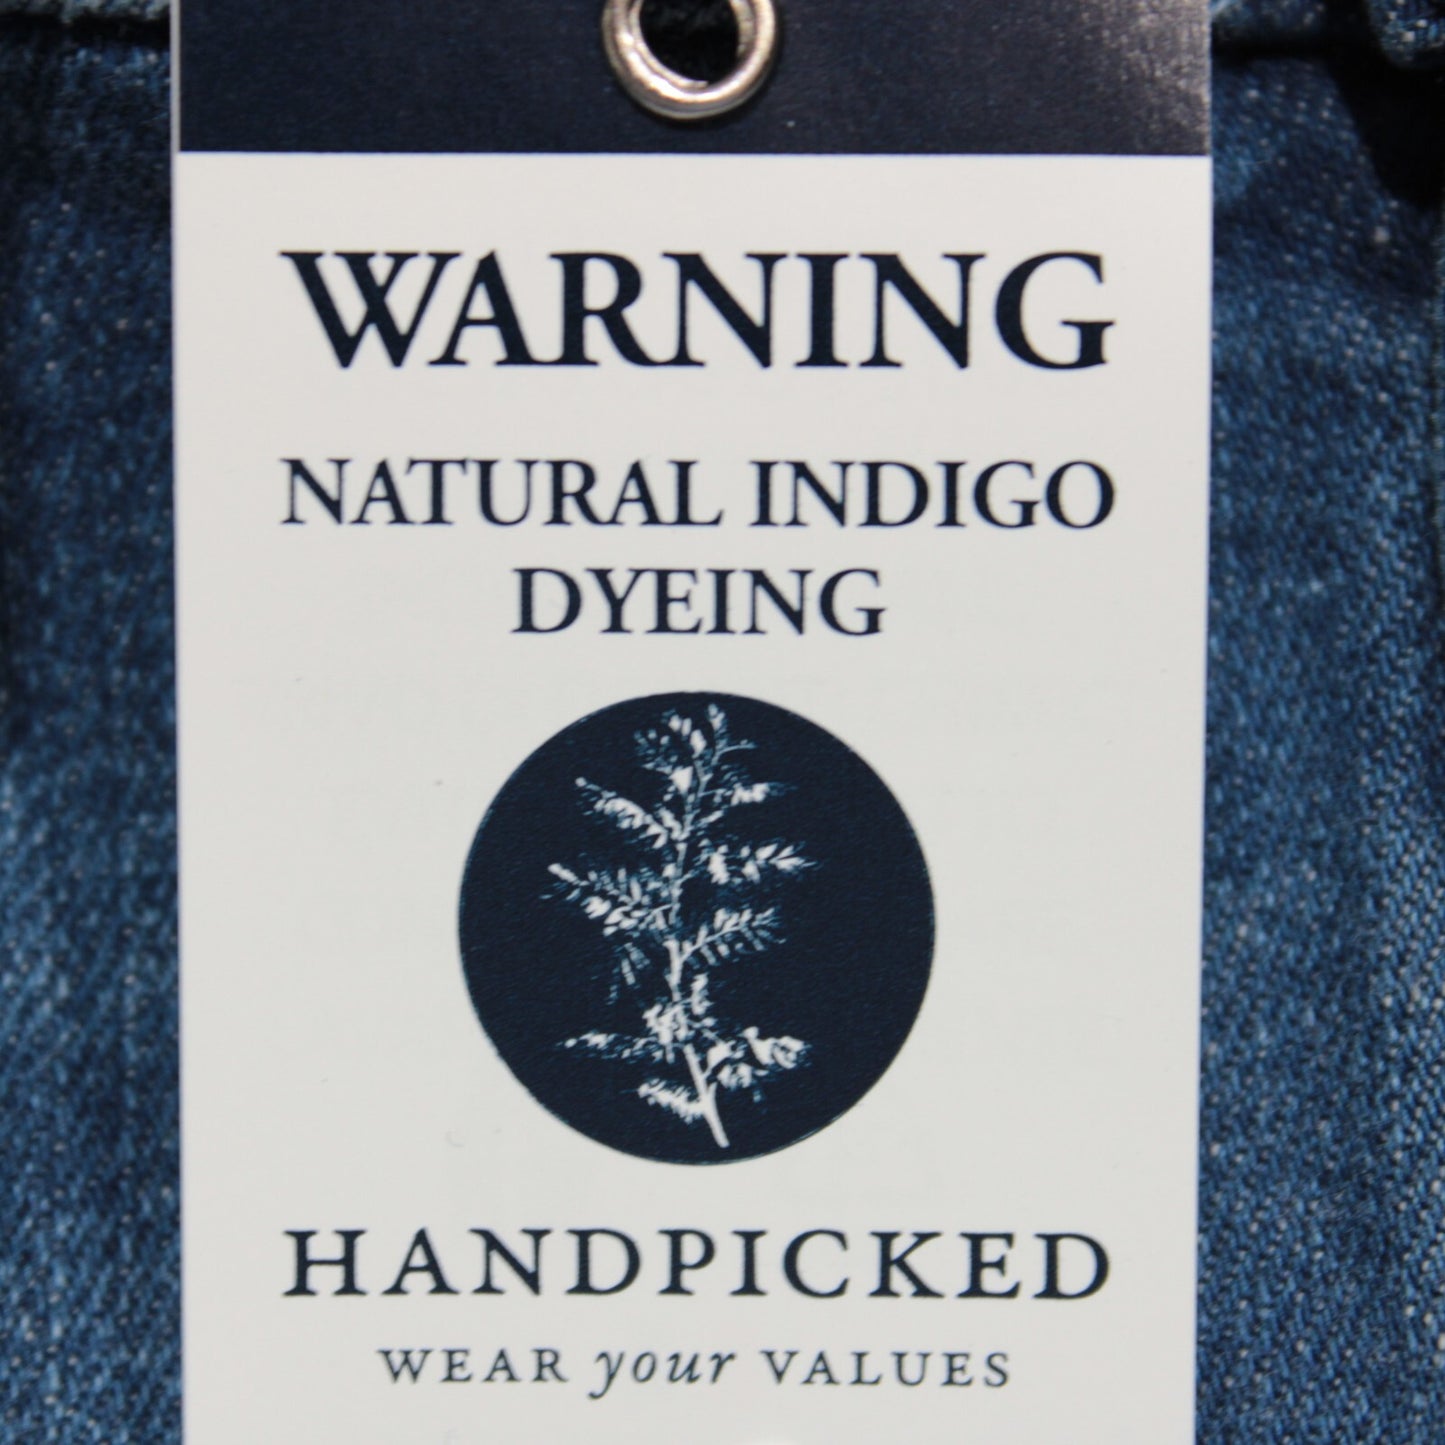 WARNING
NATURAL INDIGO
DYEING
HANDPICKED
WEAR your VALUES